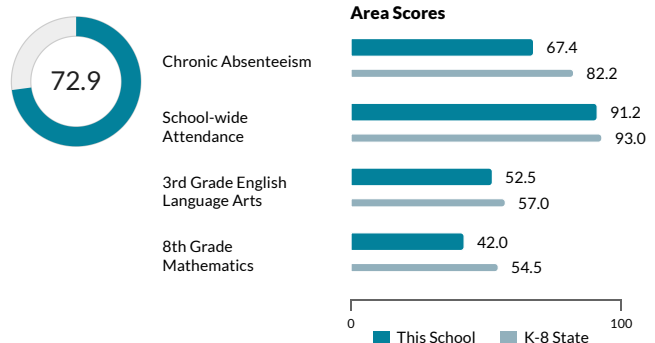 Area Scores
72.9
Chronic Absenteeism
67.4
82.2
School-wide
Attendance
91.2
93.0
3rd Grade English
Language Arts
52.5
57.0
8th Grade
Mathematics
42.0
54.5
0
100
This School
K-8 State